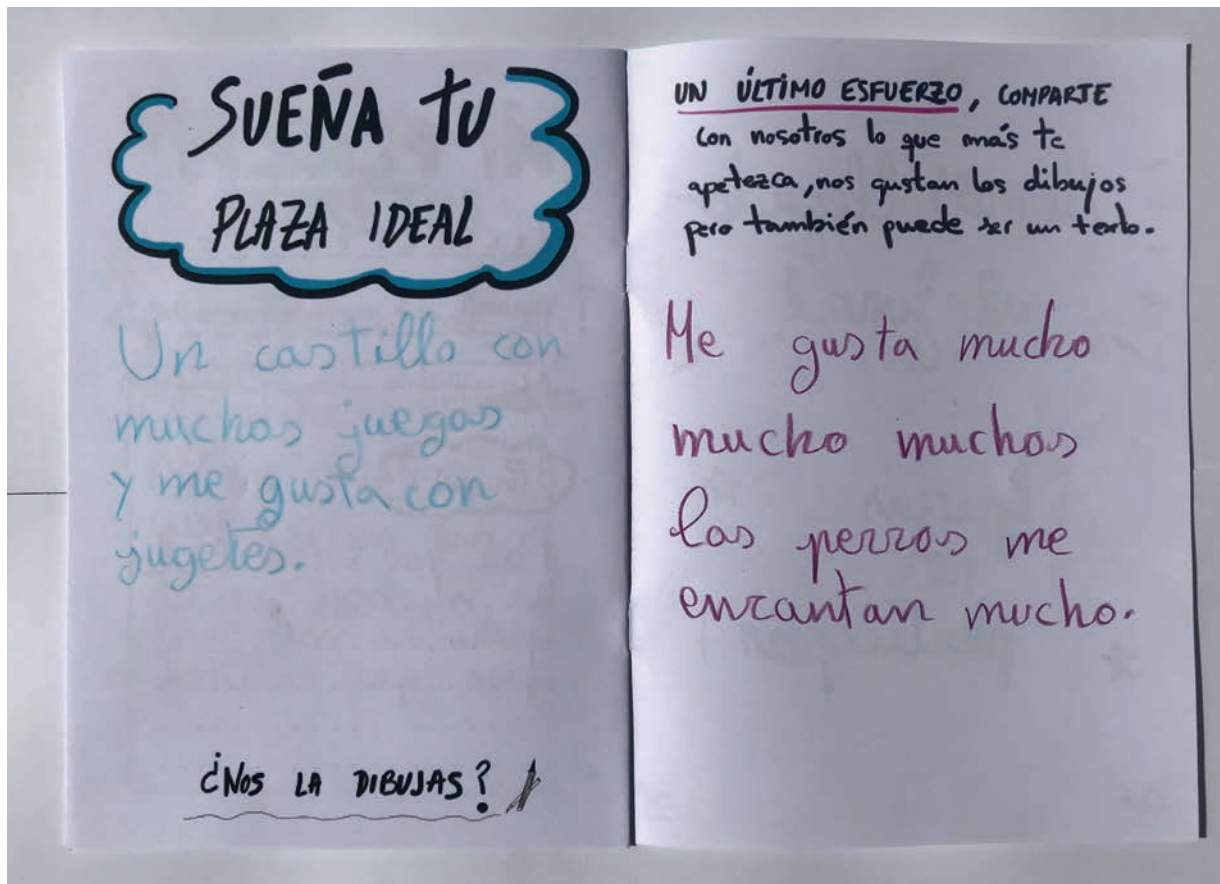 SUEÑA TU
PLAZA IDEAL
Un castillo con
muchos juegos
y me gusta con
jugetes.
¿NOS LA DIBUJAS?
UN ÚLTIMO ESFUERZO, COMPARTE
con nosotros lo que más te
apetezca, nos gustan los dibujos
pero también puede ser un texto.
Me gusta mucho
mucho muchos
los perros me
encantan mucho.